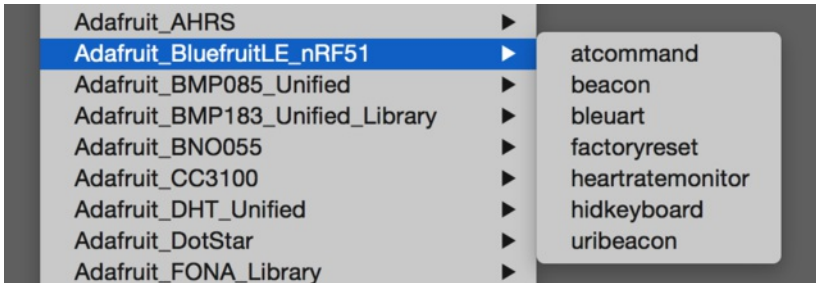 Adafruit_AHRS
Adafruit_BluefruitLE_nRF51
Adafruit_BMP085_Unified
Adafruit_BMP183_Unified_Library
Adafruit_BNO055
Adafruit_CC3100
Adafruit_DHT_Unified
Adafruit_DotStar
Adafruit_FONA_Library
atcommand
beacon
bleuart
factoryreset
heartratemonitor
hidkeyboard
uribeacon